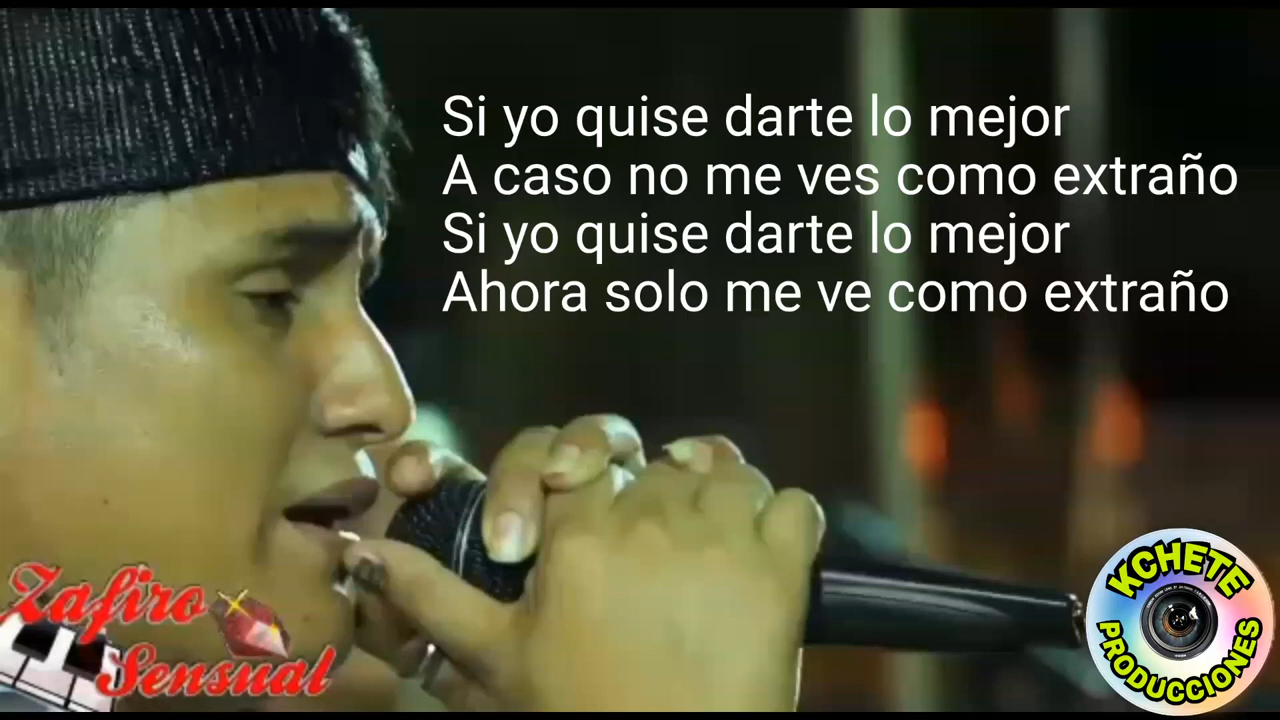 Si yo quise darte lo mejor
A caso no me ves como extraño
Si yo quise darte lo mejor
Ahora solo me ve como extraño
Zafiro
Sensual
KCHETE
PRODUCCIONES